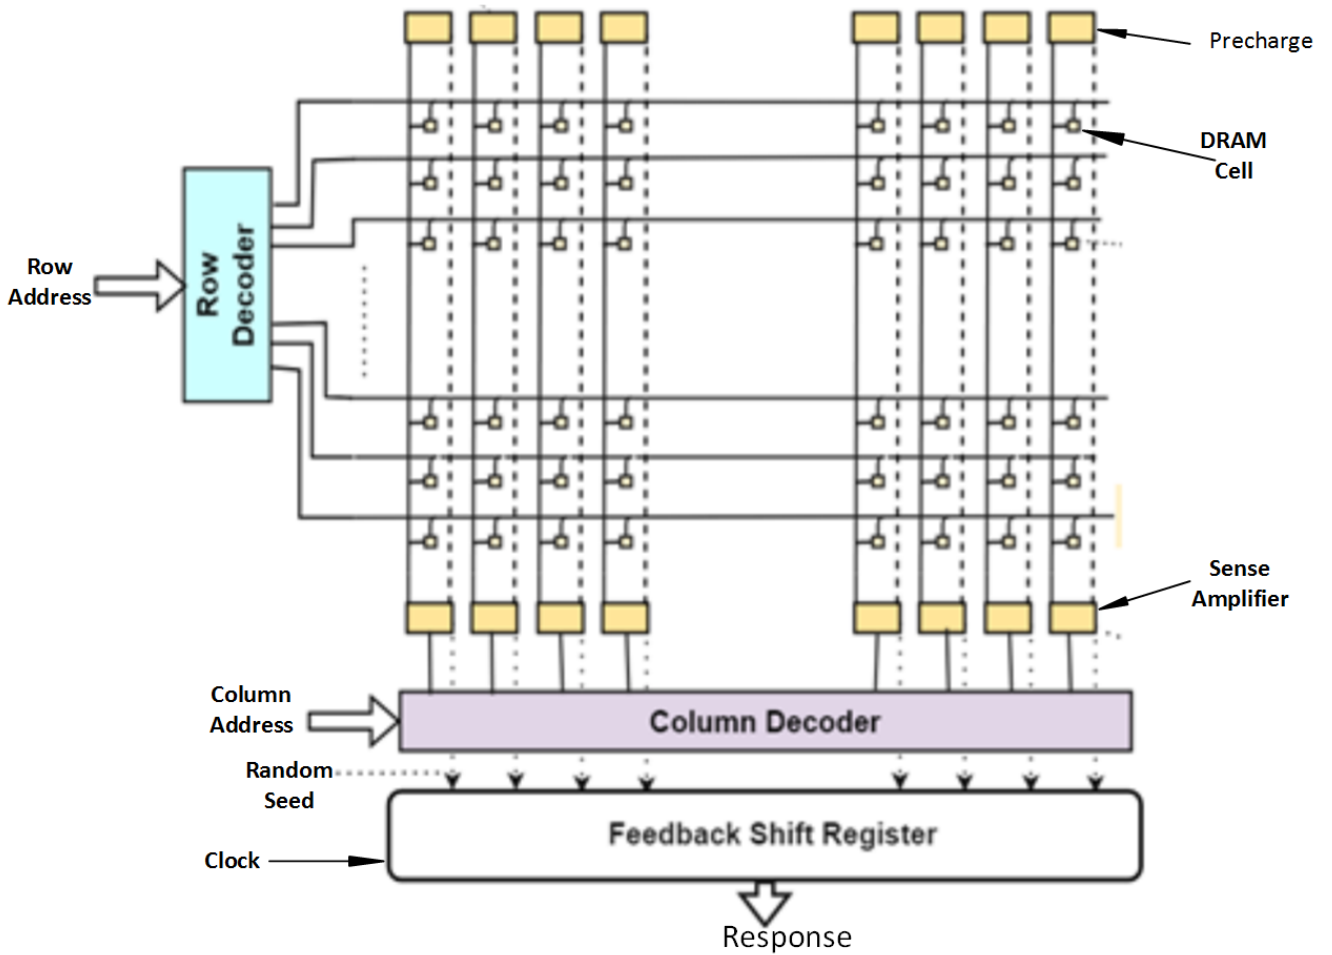 Precharge
DRAM
Cell
Row
Decoder
Row
Address
Sense
Amplifier
Column
Address
Column Decoder
Random
Seed
Feedback Shift Register
Clock
Response